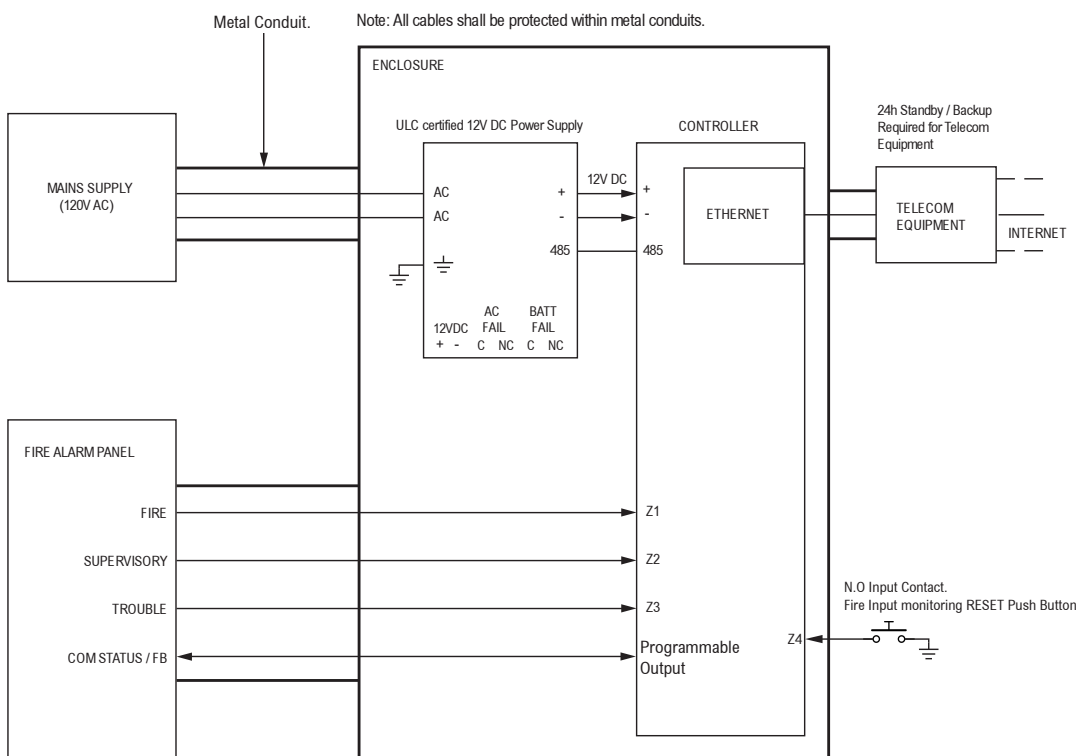 Metal Conduit.
Note: All cables shall be protected within metal conduits.
ENCLOSURE
MAINS SUPPLY
(120V AC)
ULC certified 12V DC Power Supply
AC
AC
+
-
485
12VDC
+ -
AC
FAIL
C NC
BATT
FAIL
C NC
12V DC
CONTROLLER
+
-
485
ETHERNET
24h Standby / Backup
Required for Telecom
Equipment
TELECOM
EQUIPMENT
INTERNET
FIRE ALARM PANEL
FIRE
SUPERVISORY
TROUBLE
COM STATUS / FB
Z1
Z2
Z3
Programmable
Output
Z4
N.O Input Contact.
Fire Input monitoring RESET Push Button